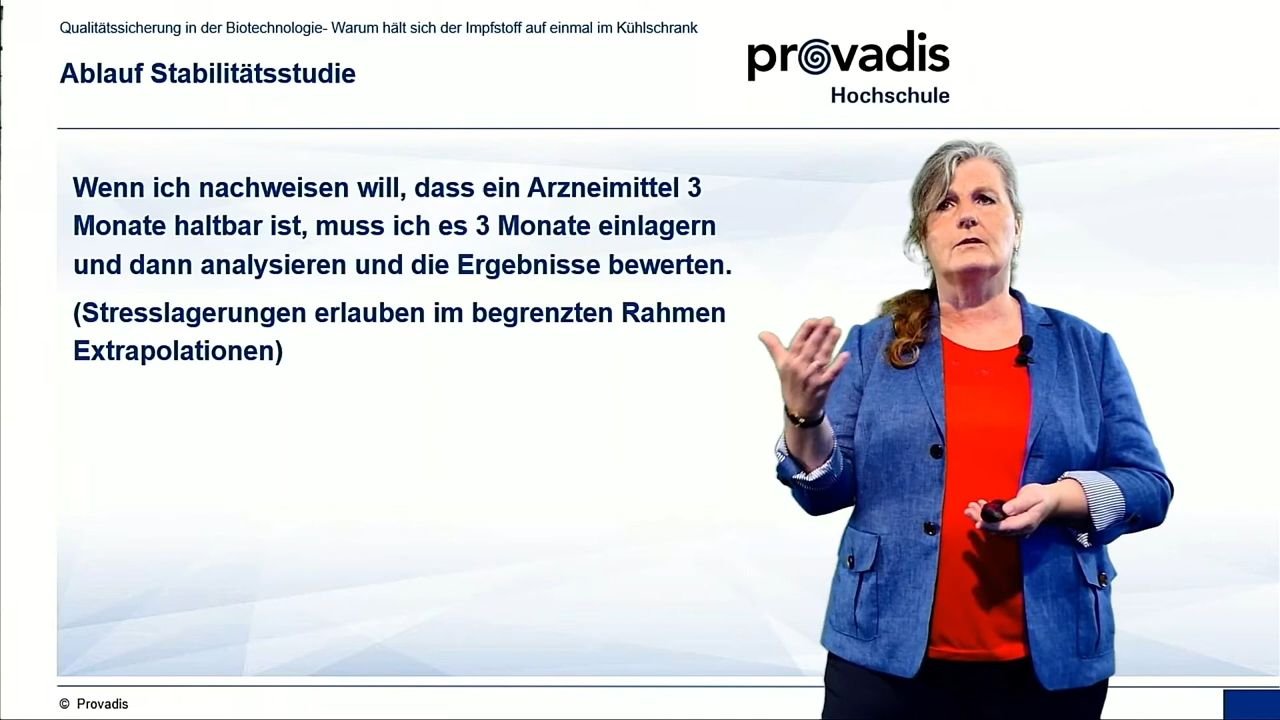 Qualitätssicherung in der Biotechnologie- Warum hält sich der Impfstoff auf einmal im Kühlschrank
Ablauf Stabilitätsstudie
provadis
Hochschule
Wenn ich nachweisen will, dass ein Arzneimittel 3
Monate haltbar ist, muss ich es 3 Monate einlagern
und dann analysieren und die Ergebnisse bewerten.
(Stresslagerungen erlauben im begrenzten Rahmen
Extrapolationen)
© Provadis